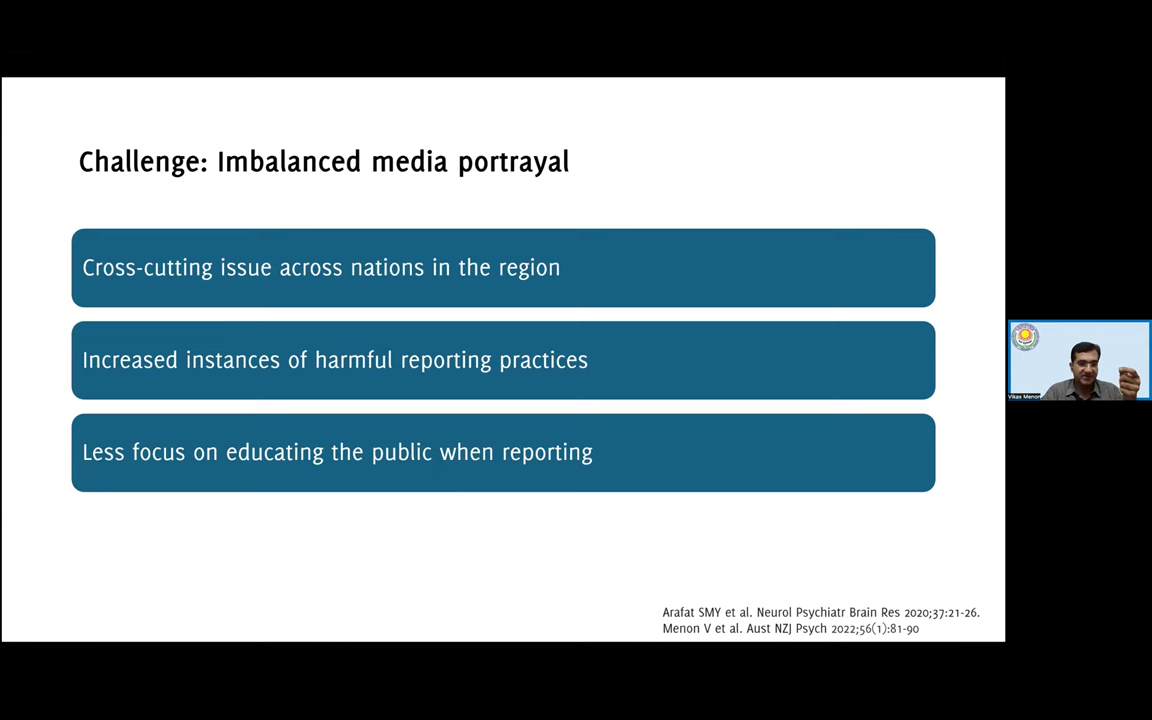 Challenge: Imbalanced media portrayal
Cross-cutting issue across nations in the region
Increased instances of harmful reporting practices
Less focus on educating the public when reporting
Arafat SMY et al. Neurol Psychiatr Brain Res 2020;37:21-26.
Menon V et al. Aust NZJ Psych 2022;56(1):81-90
Vikas Menon